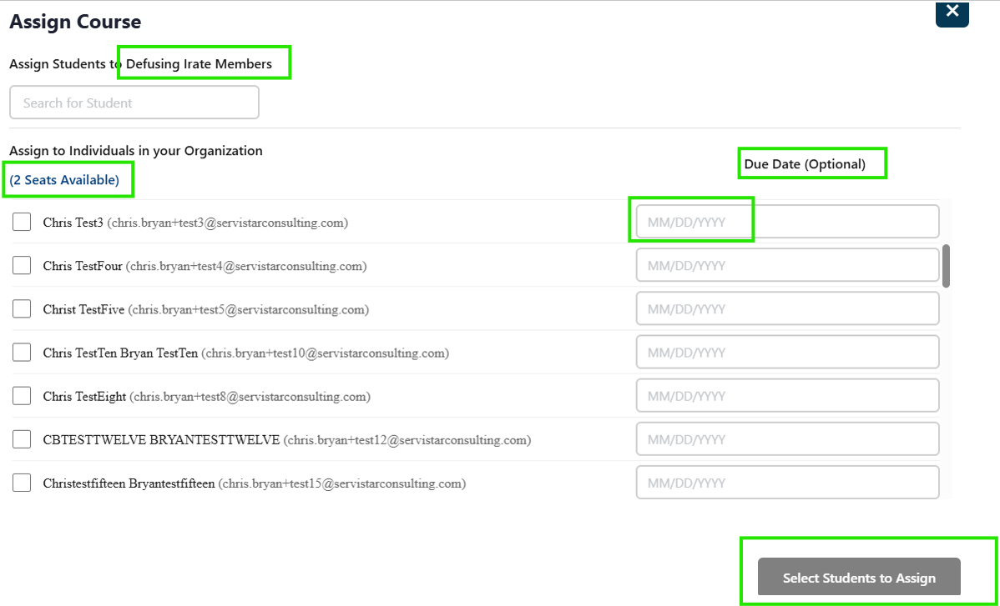 Assign Course
Assign Students to Defusing Irate Members
Search for Student
Assign to Individuals in your Organization
(2 Seats Available)
Due Date (Optional)
Chris Test3 (chris.bryan+test3@servistarconsulting.com) MM/DD/YYYY
Chris TestFour (chris.bryan+test4@servistarconsulting.com) MM/DD/YYYY
Christ TestFive (chris.bryan+test5@servistarconsulting.com) MM/DD/YYYY
Chris TestTen Bryan TestTen (chris.bryan+test10@servistarconsulting.com) MM/DD/YYYY
Chris TestEight (chris.bryan+test8@servistarconsulting.com) MM/DD/YYYY
CBTESTTWELVE BRYANTESTTWELVE (chris.bryan+test12@servistarconsulting.com) MM/DD/YYYY
Christestfifteen Bryantestfifteen (chris.bryan+test15@servistarconsulting.com) MM/DD/YYYY
Select Students to Assign